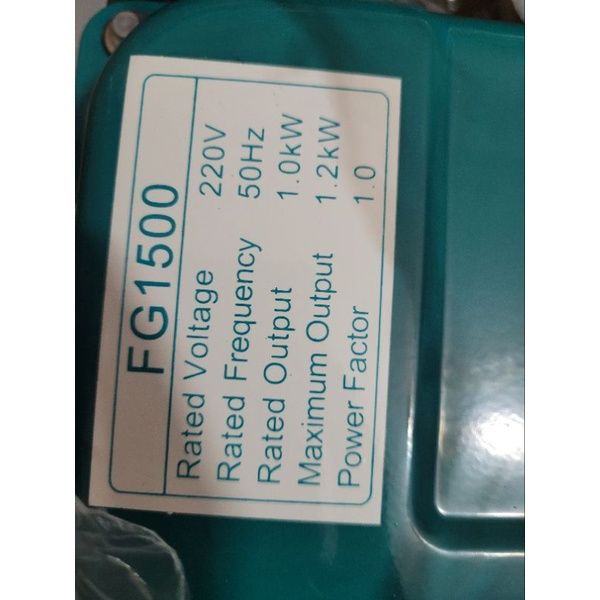 FG1500
Rated Voltage 220V
Rated Frequency 50Hz
Rated Output 1.0kW
Maximum Output 1.2kW
Power Factor 1.0